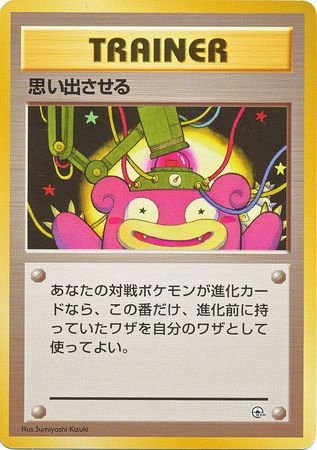 TRAINER
思い出させる
あなたの対戦ポケモンが進化カー
ドなら、この番だけ、進化前に持
っていたワザを自分のワザとして
使ってよい。
Illus.Sumiyoshi Kizuki